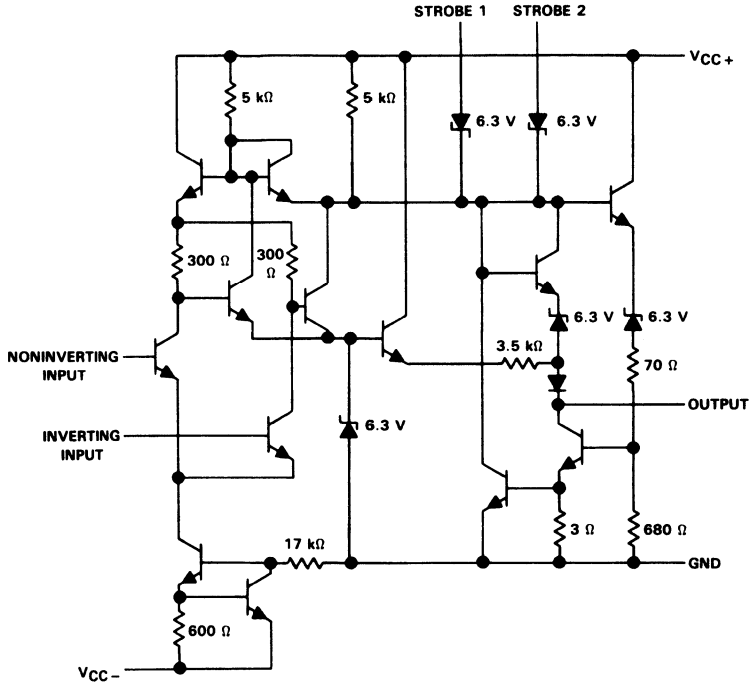 STROBE 1
STROBE 2
VCC+
5 kΩ
5 kΩ
6.3 V
6.3 V
300 Ω
300
Ω
6.3 V
6.3 V
3.5 kΩ
70 Ω
NONINVERTING
INPUT
OUTPUT
6.3 V
INVERTING
INPUT
3 Ω
680 Ω
17 kΩ
GND
600 Ω
VCC−